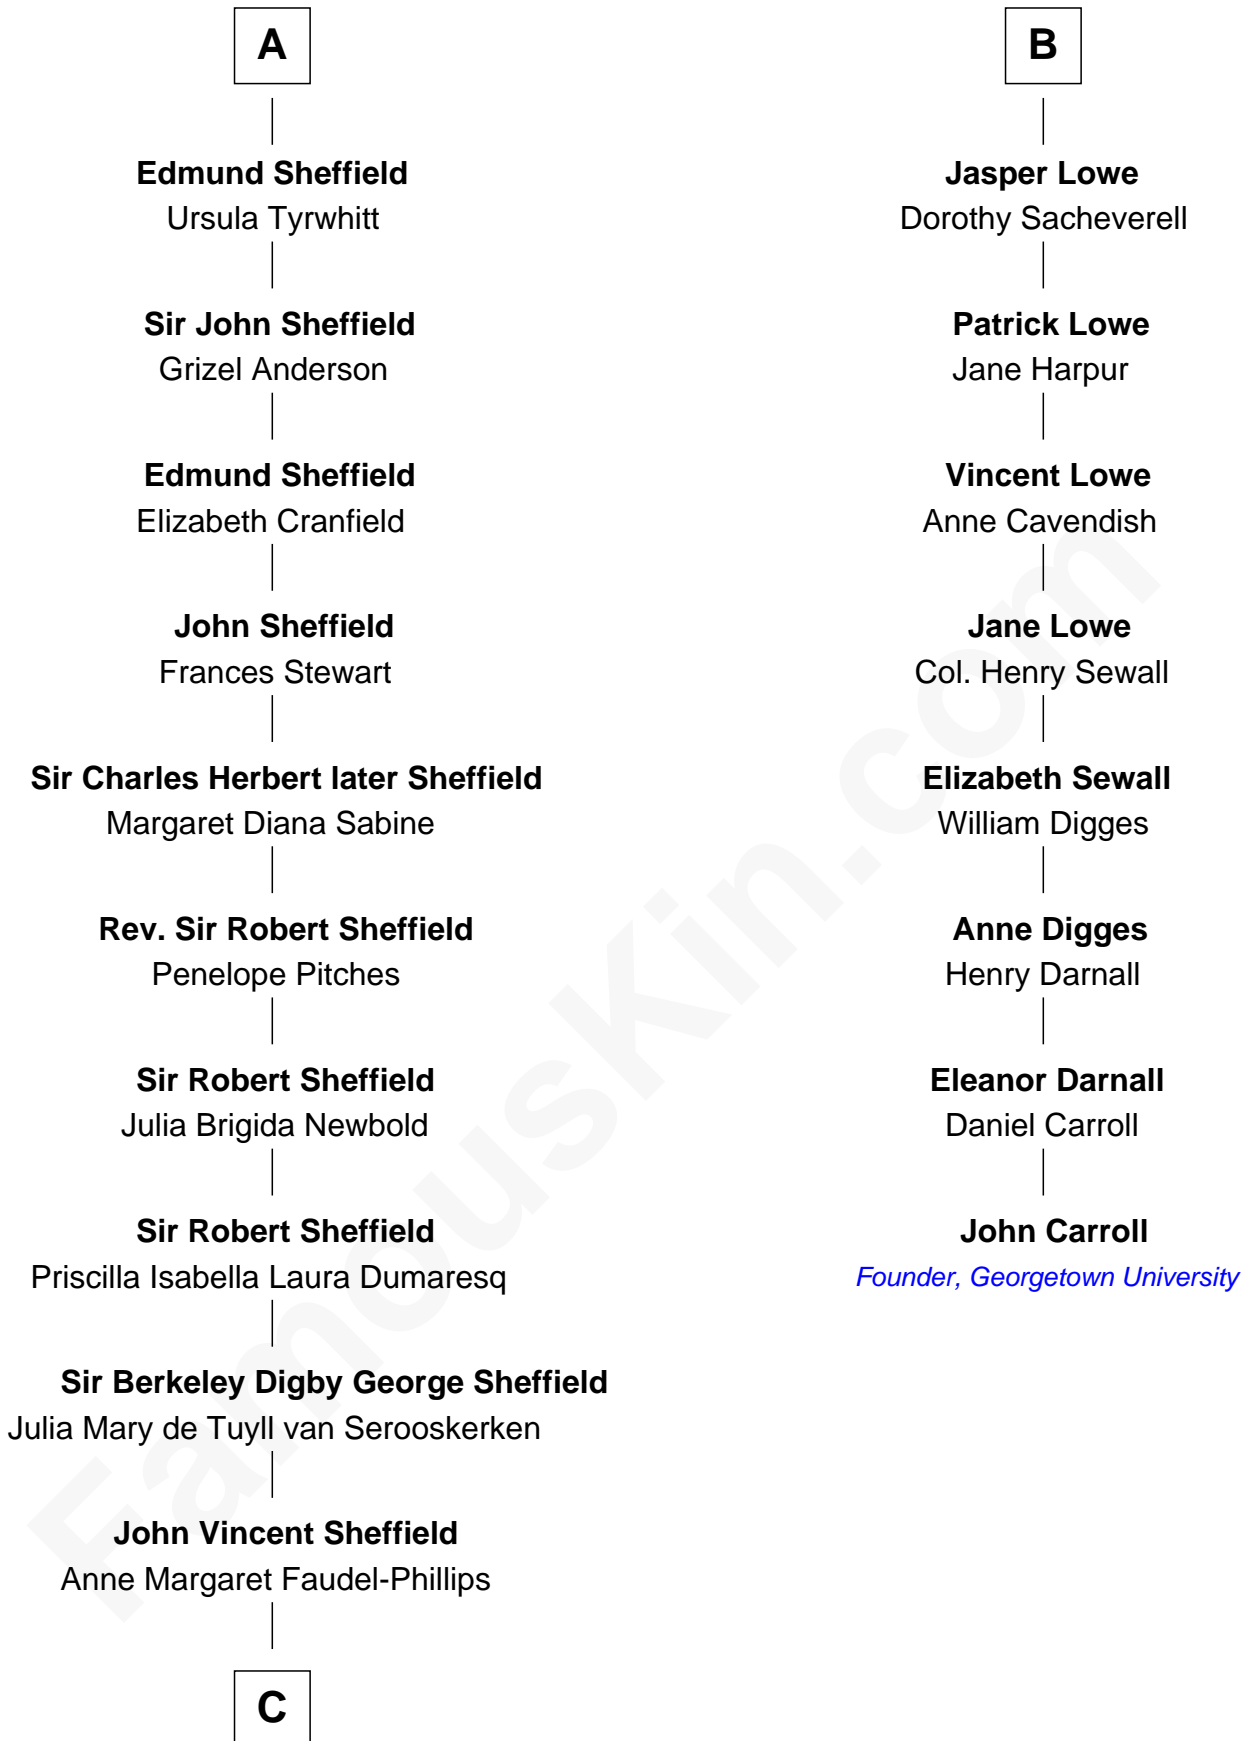 A
Edmund Sheffield
Ursula Tyrwhitt
Sir John Sheffield
Grizel Anderson
Edmund Sheffield
Elizabeth Cranfield
John Sheffield
Frances Stewart
Sir Charles Herbert later Sheffield
Margaret Diana Sabine
Rev. Sir Robert Sheffield
Penelope Pitches
Sir Robert Sheffield
Julia Brigida Newbold
Sir Robert Sheffield
Priscilla Isabella Laura Dumaresq
Sir Berkeley Digby George Sheffield
Julia Mary de Tuyll van Serooskerken
John Vincent Sheffield
Anne Margaret Faudel-Phillips
C
B
Jasper Lowe
Dorothy Sacheverell
Patrick Lowe
Jane Harpur
Vincent Lowe
Anne Cavendish
Jane Lowe
Col. Henry Sewall
Elizabeth Sewall
William Digges
Anne Digges
Henry Darnall
Eleanor Darnall
Daniel Carroll
John Carroll
Founder, Georgetown University
FamousKin.com